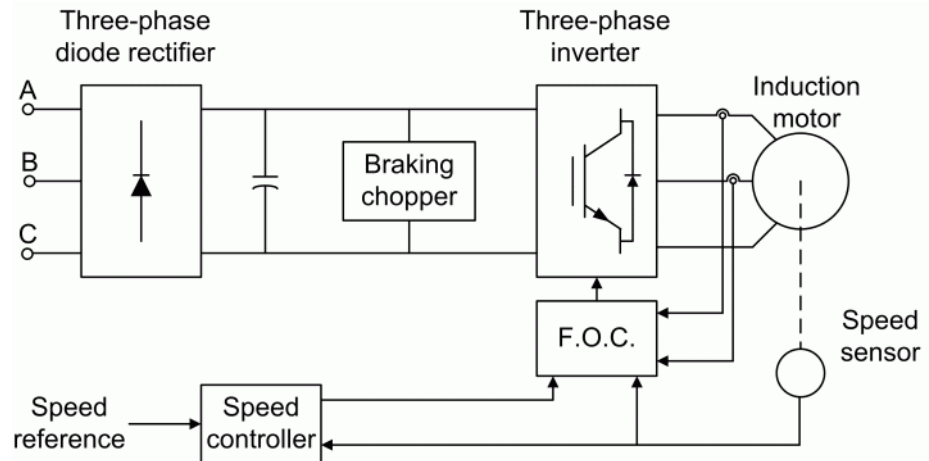 Three-phase
diode rectifier
Three-phase
inverter
A
B
C
Braking
chopper
Induction
motor
F.O.C.
Speed
sensor
Speed
reference
Speed
controller